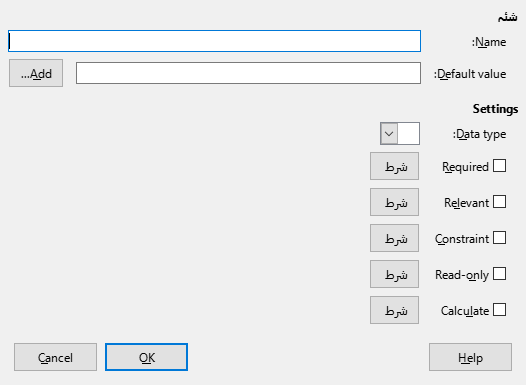 شئہ
Name:
Default value:
Add...
Settings
Data type:
Required
شرط
Relevant
شرط
Constraint
شرط
Read-only
شرط
Calculate
شرط
Help
OK
Cancel